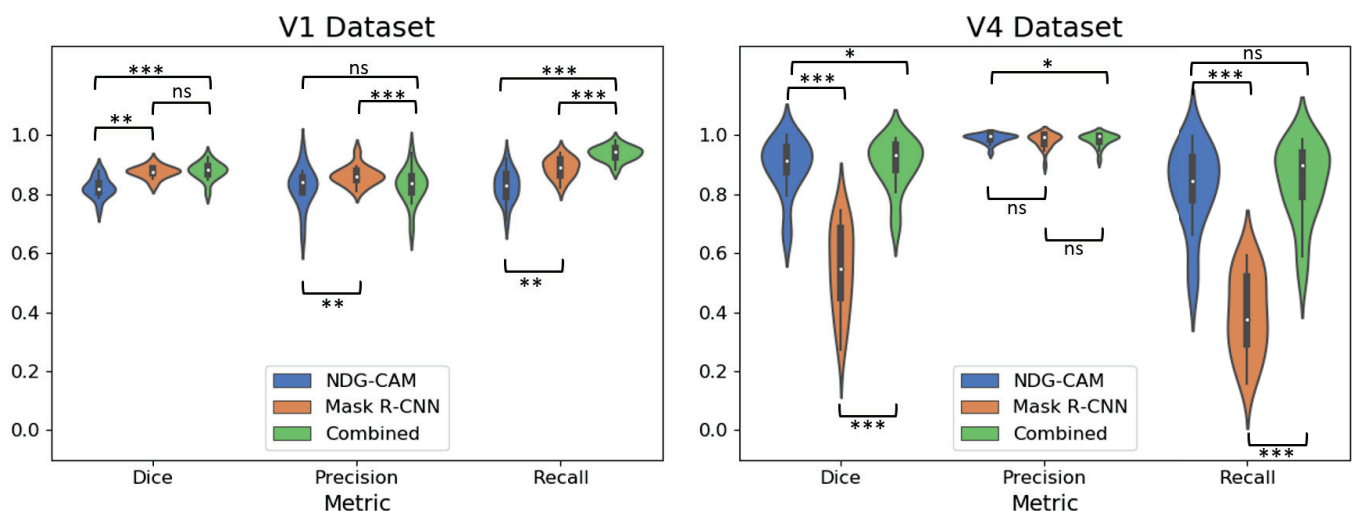 V1 Dataset
***
ns
**
ns
***
**
***
***
**
1.0
0.8
0.6
0.4
0.2
0.0
NDG-CAM
Mask R-CNN
Combined
Dice
Precision
Recall
Metric
V4 Dataset
*
***
***
*
ns
ns
ns
***
***
1.0
0.8
0.6
0.4
0.2
0.0
NDG-CAM
Mask R-CNN
Combined
Dice
Precision
Recall
Metric